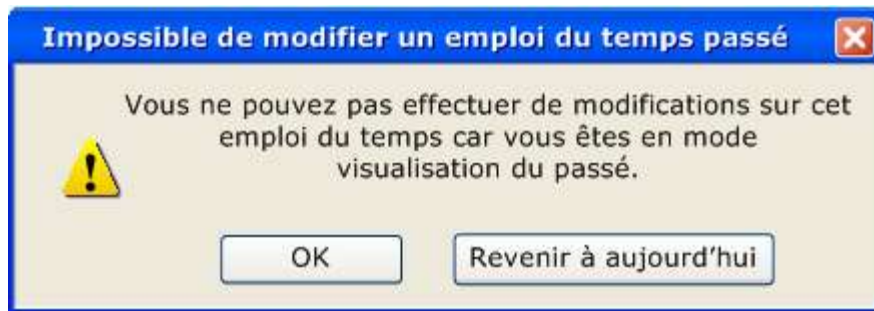 Impossible de modifier un emploi du temps passé
Vous ne pouvez pas effectuer de modifications sur cet
emploi du temps car vous êtes en mode
visualisation du passé.
OK
Revenir à aujourd'hui